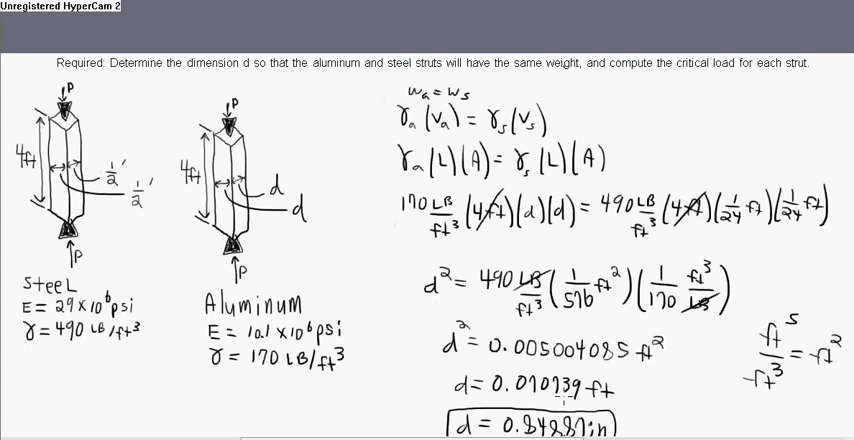 Unregistered HyperCam 2
Required: Determine the dimension d so that the aluminum and steel struts will have the same weight, and compute the critical load for each strut.
P
4ft
1/2'
1/2'
P
Steel
E = 29 x 10⁶ psi
γ = 490 LB/ft³
P
4ft
d
d
P
Aluminum
E = 10.1 x 10⁶ psi
γ = 170 LB/ft³
Wa = Ws
γa (Va) = γs (Vs)
γa (L)(A) = γs (L)(A)
170 LB/ft³ (4ft)(d)(d) = 490 LB/ft³ (4ft)(1/24 ft)(1/24 ft)
d² = 490 LB/ft³ (1/576 ft²)(1/170 ft³/LB)
d² = 0.005004085 ft²
d = 0.070739 ft
d = 0.84887in
ft⁵/ft³ = ft²